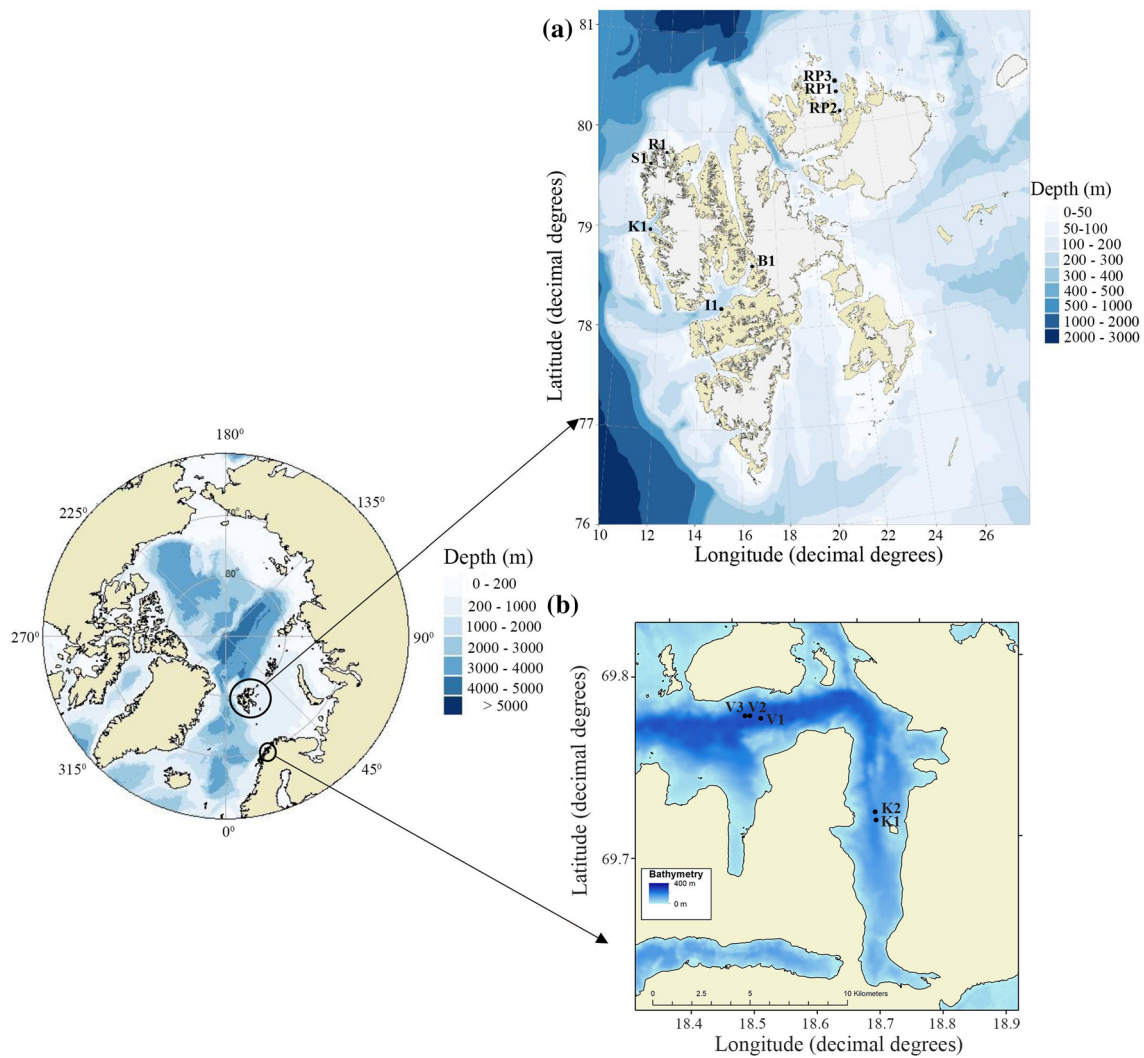 (a)
81
80
79
78
77
76
10 12 14 16 18 20 22 24 26
Latitude (decimal degrees)
Longitude (decimal degrees)
RP3
RP1
RP2
R1
S1
K1
B1
I1
Depth (m)
0-50
50-100
100 - 200
200 - 300
300 - 400
400 - 500
500 - 1000
1000 - 2000
2000 - 3000
180⁰
225⁰
135⁰
70⁰
80⁰
270⁰
90⁰
315⁰
45⁰
0⁰
Depth (m)
0 - 200
200 - 1000
1000 - 2000
2000 - 3000
3000 - 4000
4000 - 5000
> 5000
(b)
69.8
69.7
Latitude (decimal degrees)
V3 V2
V1
K2
K1
Bathymetry
400 m
0 m
0 2.5 5 10 Kilometers
18.4 18.5 18.6 18.7 18.8 18.9
Longitude (decimal degrees)